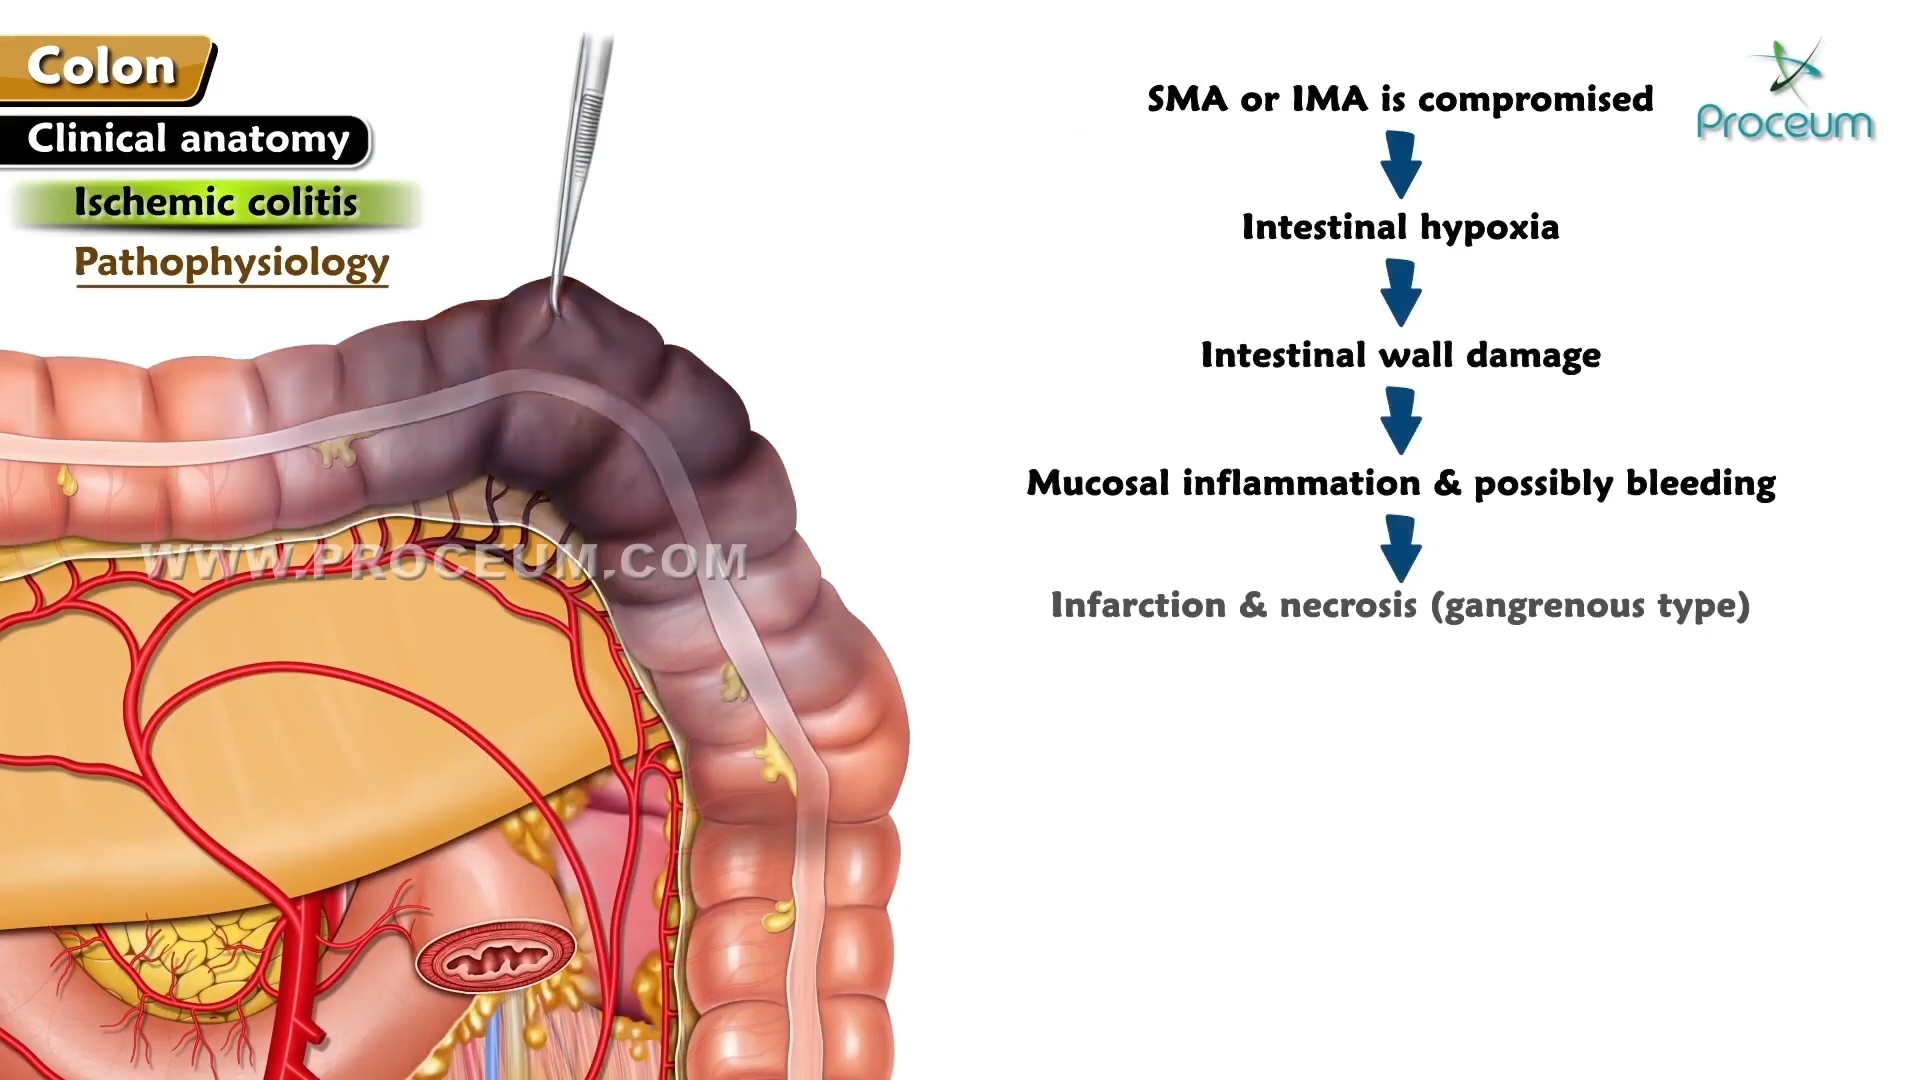 Colon
Clinical anatomy
Ischemic colitis
Pathophysiology
SMA or IMA is compromised
Intestinal hypoxia
Intestinal wall damage
Mucosal inflammation & possibly bleeding
Infarction & necrosis (gangrenous type)
Proceum
WWW.PROCEUM.COM